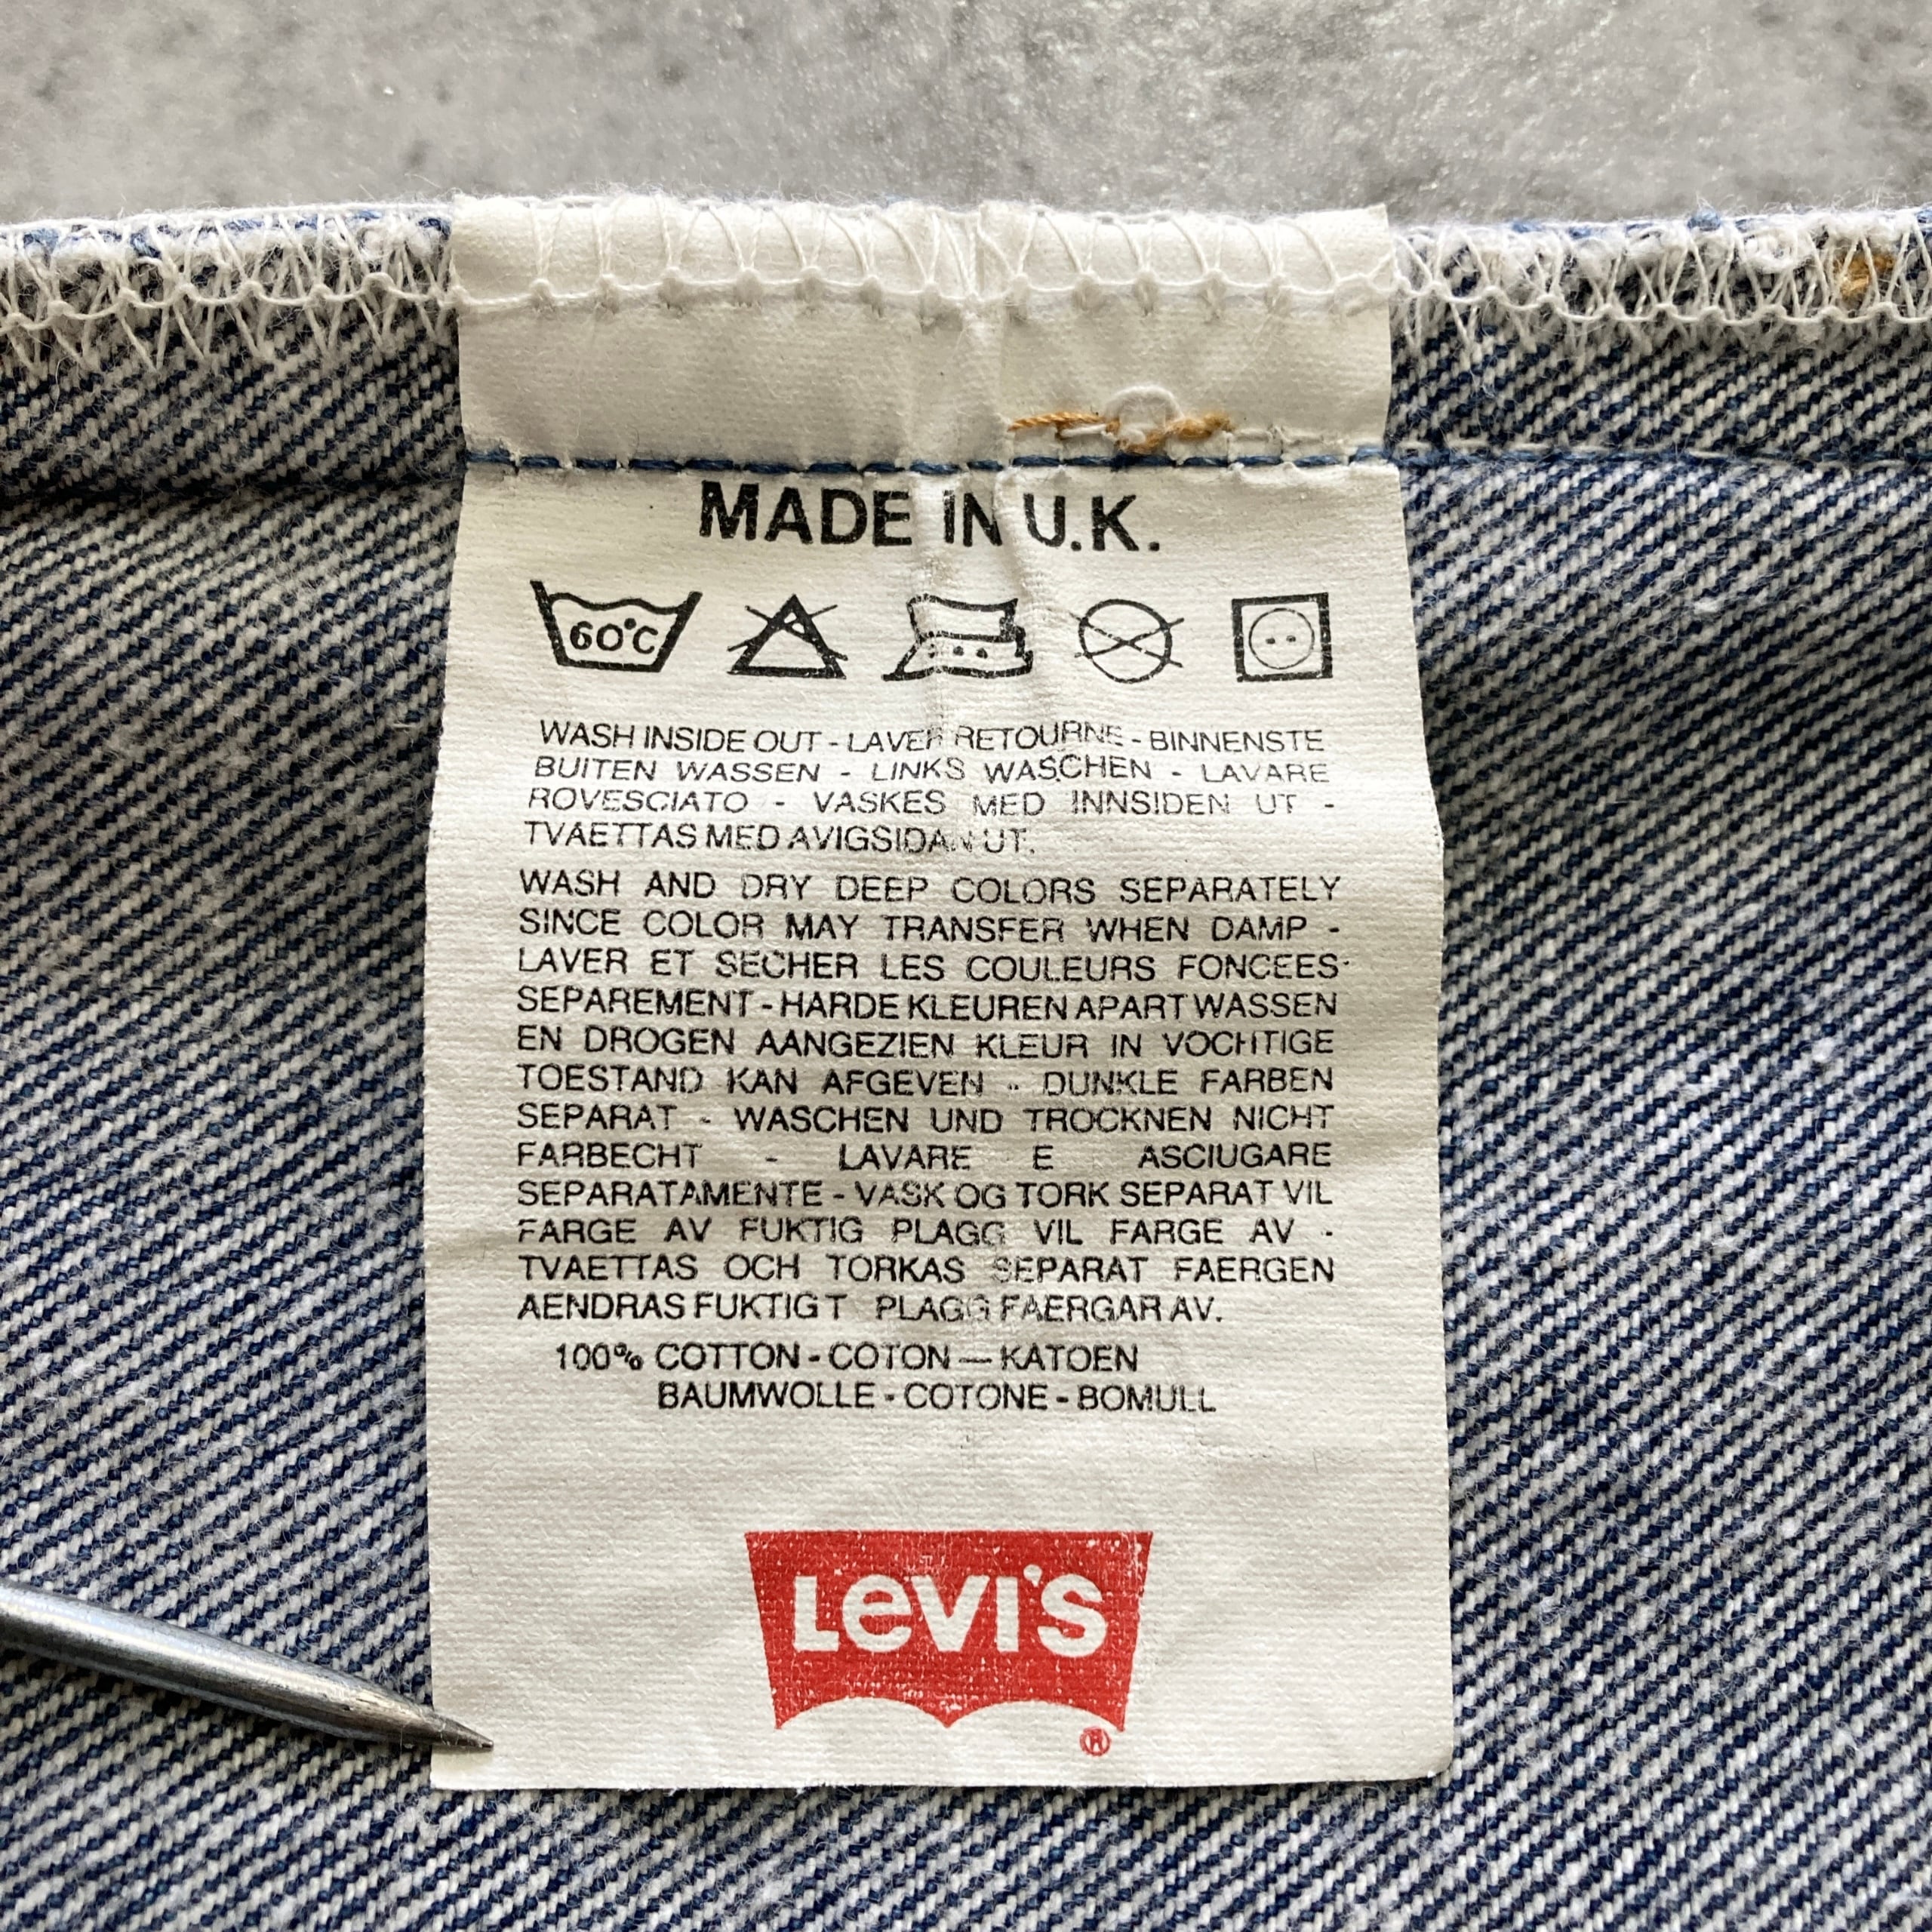 MADE IN U.K.
60°C
WASH INSIDE OUT - LAVER RETOURNE - BINNENSTE
BUITEN WASSEN - LINKS WASCHEN - LAVARE
ROVESCIATO - VASKES MED INNSIDEN UT -
TVAETTAS MED AVIGSIDAN UT.
WASH AND DRY DEEP COLORS SEPARATELY
SINCE COLOR MAY TRANSFER WHEN DAMP -
LAVER ET SECHER LES COULEURS FONCEES
SEPAREMENT - HARDE KLEUREN APART WASSEN
EN DROGEN AANGEZIEN KLEUR IN VOCHTIGE
TOESTAND KAN AFGEVEN - DUNKLE FARBEN
SEPARAT - WASCHEN UND TROCKNEN NICHT
FARBECHT - LAVARE E ASCIUGARE
SEPARATAMENTE - VASK OG TORK SEPARAT VIL
FARGE AV FUKTIG PLAGG VIL FARGE AV -
TVAETTAS OCH TORKAS SEPARAT FAERGEN
AENDRAS FUKTIGT PLAGG FAERGAR AV.
100% COTTON - COTON — KATOEN
BAUMWOLLE - COTONE - BOMULL
LEVI'S
®